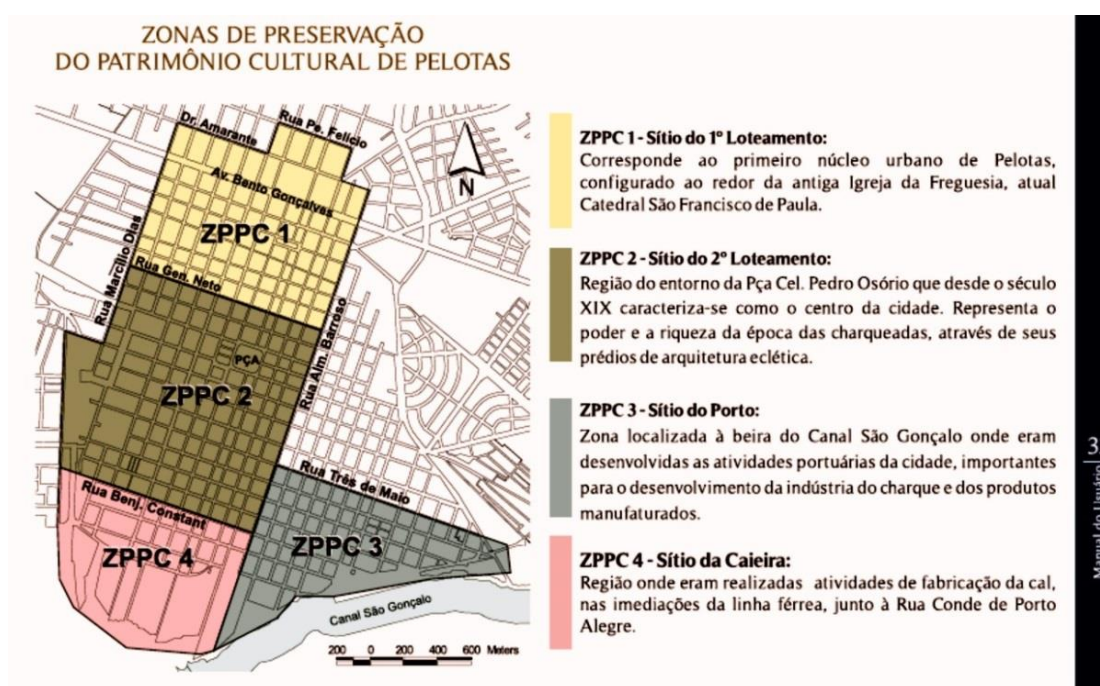 ZONAS DE PRESERVAÇÃO
DO PATRIMÔNIO CULTURAL DE PELOTAS
Dr. Amarante
Rua Pe. Felício
Av. Bento Gonçalves
N
ZPPC 1
Rua Marcílio Dias
Rua Gen. Neto
Rua Alm. Barroso
PÇA
ZPPC 2
Rua Três de Maio
Rua Benj. Constant
ZPPC 3
ZPPC 4
Canal São Gonçalo
200 0 200 400 600 Meters
ZPPC 1 - Sítio do 1º Loteamento:
Corresponde ao primeiro núcleo urbano de Pelotas,
configurado ao redor da antiga Igreja da Freguesia, atual
Catedral São Francisco de Paula.
ZPPC 2 - Sítio do 2º Loteamento:
Região do entorno da Pça Cel. Pedro Osório que desde o século
XIX caracteriza-se como o centro da cidade. Representa o
poder e a riqueza da época das charqueadas, através de seus
prédios de arquitetura eclética.
ZPPC 3 - Sítio do Porto:
Zona localizada à beira do Canal São Gonçalo onde eram
desenvolvidas as atividades portuárias da cidade, importantes
para o desenvolvimento da indústria do charque e dos produtos
manufaturados.
ZPPC 4 - Sítio da Caieira:
Região onde eram realizadas atividades de fabricação da cal,
nas imediações da linha férrea, junto à Rua Conde de Porto
Alegre.
3
Manual do Usuário